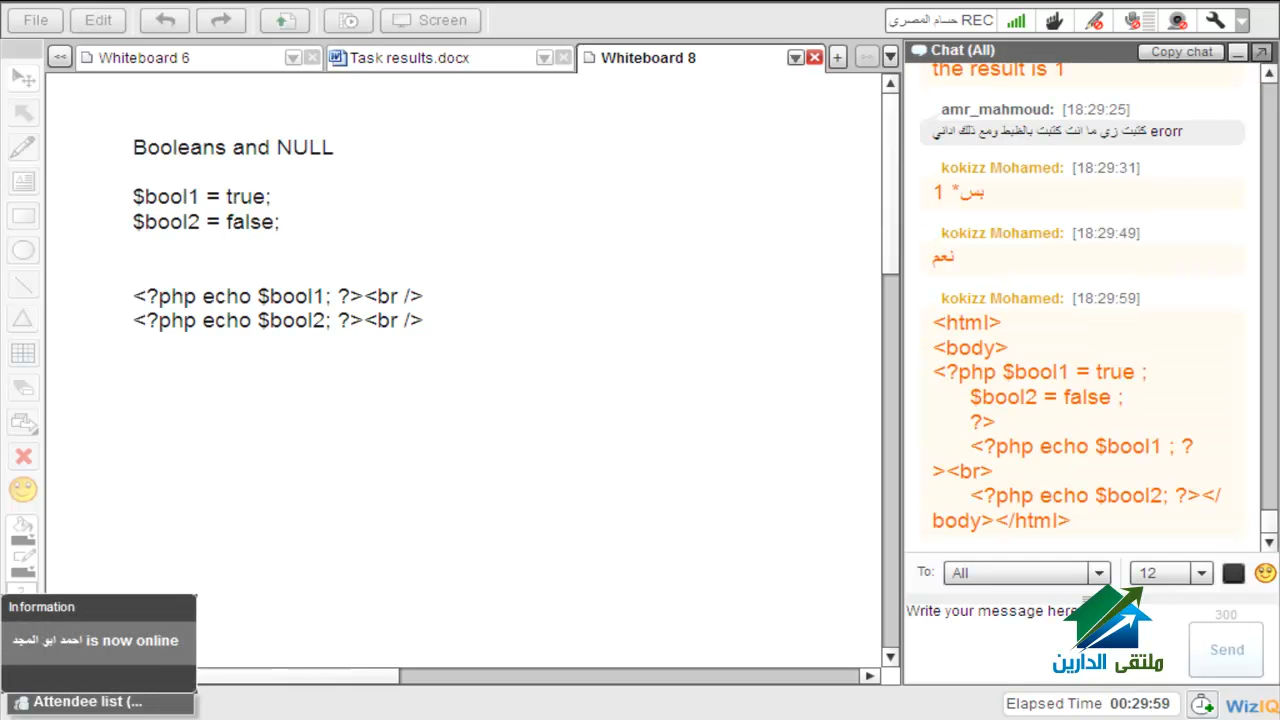 File
Edit
Screen
حسام المصري REC
Whiteboard 6
Task results.docx
Whiteboard 8
Booleans and NULL
$bool1 = true;
$bool2 = false;
<?php echo $bool1; ?><br />
<?php echo $bool2; ?><br />
Chat (All)
Copy chat
the result is 1
amr_mahmoud: [18:29:25]
كتبت زي ما انت كتبت بالظبط ومع ذلك اداني erorr
kokizz Mohamed: [18:29:31]
بس* 1
kokizz Mohamed: [18:29:49]
نعم
kokizz Mohamed: [18:29:59]
<html>
<body>
<?php $bool1 = true ;
$bool2 = false ;
?>
<?php echo $bool1 ; ?
><br>
<?php echo $bool2; ?></
body></html>
To:
All
12
Write your message here
300
Send
ملتقى الدارين
Information
احمد ابو المجد is now online
Attendee list (...
Elapsed Time 00:29:59
WizIQ